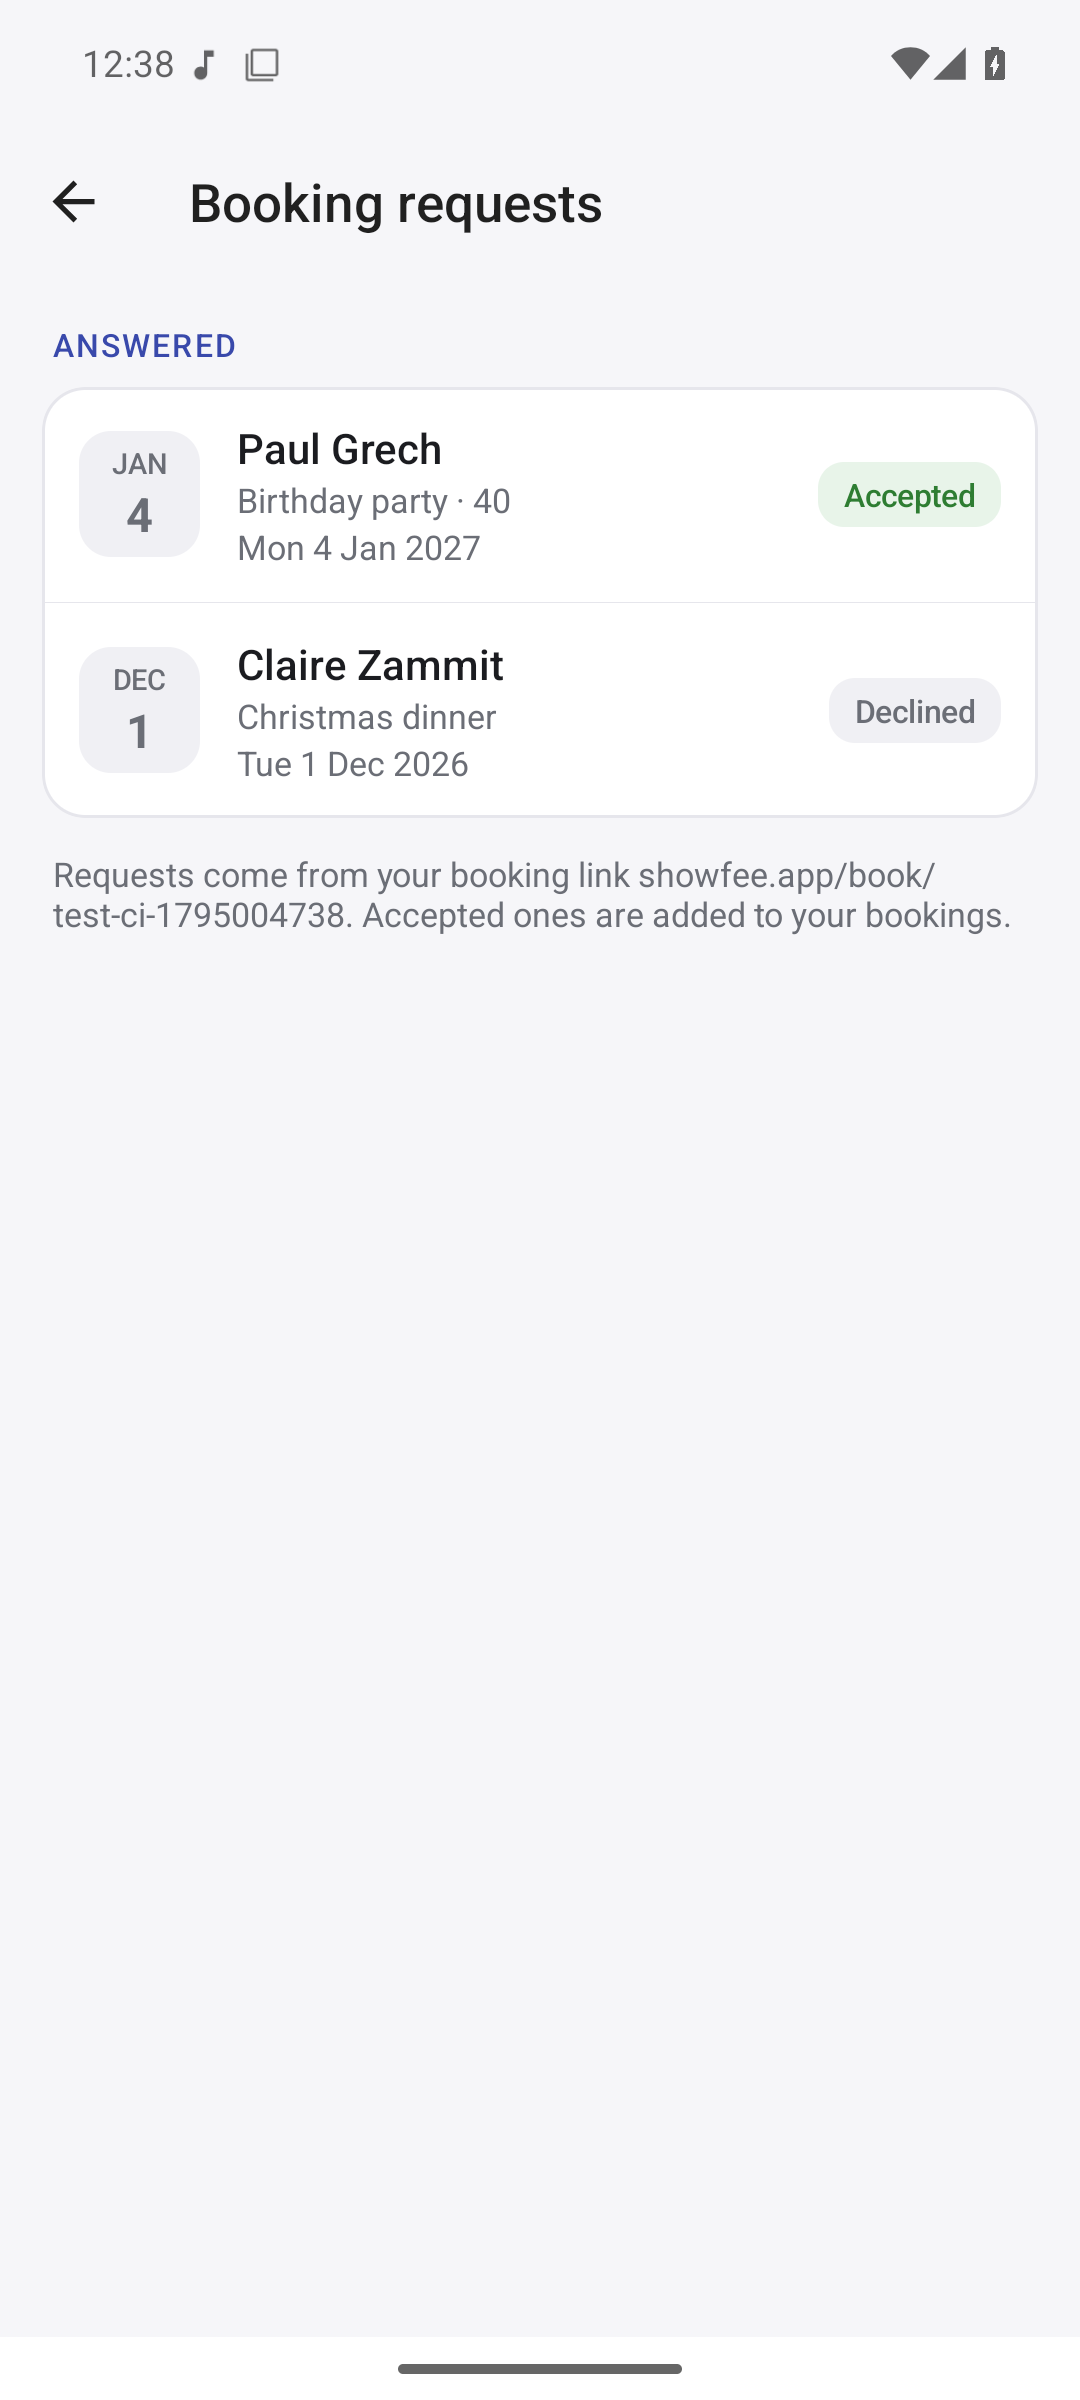 12:38
Booking requests
ANSWERED
JAN
4
Paul Grech
Birthday party · 40
Mon 4 Jan 2027
Accepted
DEC
1
Claire Zammit
Christmas dinner
Tue 1 Dec 2026
Declined
Requests come from your booking link showfee.app/book/
test-ci-1795004738. Accepted ones are added to your bookings.